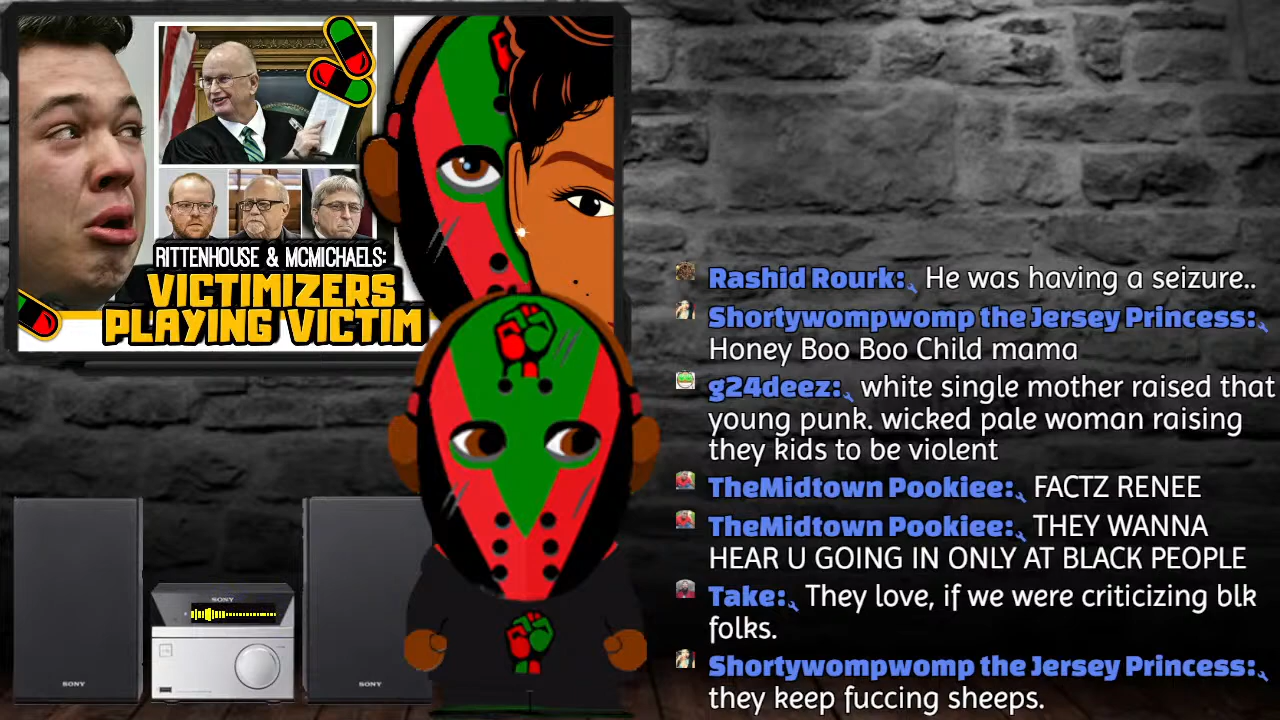 RITTENHOUSE & MCMICHAELS:
VICTIMIZERS
PLAYING VICTIM
Rashid Rourk: He was having a seizure..
Shortywompwomp the Jersey Princess:
Honey Boo Boo Child mama
g24deez: white single mother raised that
young punk. wicked pale woman raising
they kids to be violent
TheMidtown Pookiee: FACTZ RENEE
TheMidtown Pookiee: THEY WANNA
HEAR U GOING IN ONLY AT BLACK PEOPLE
Take: They love, if we were criticizing blk
folks.
Shortywompwomp the Jersey Princess:
they keep fuccing sheeps.
SONY
SONY
SONY